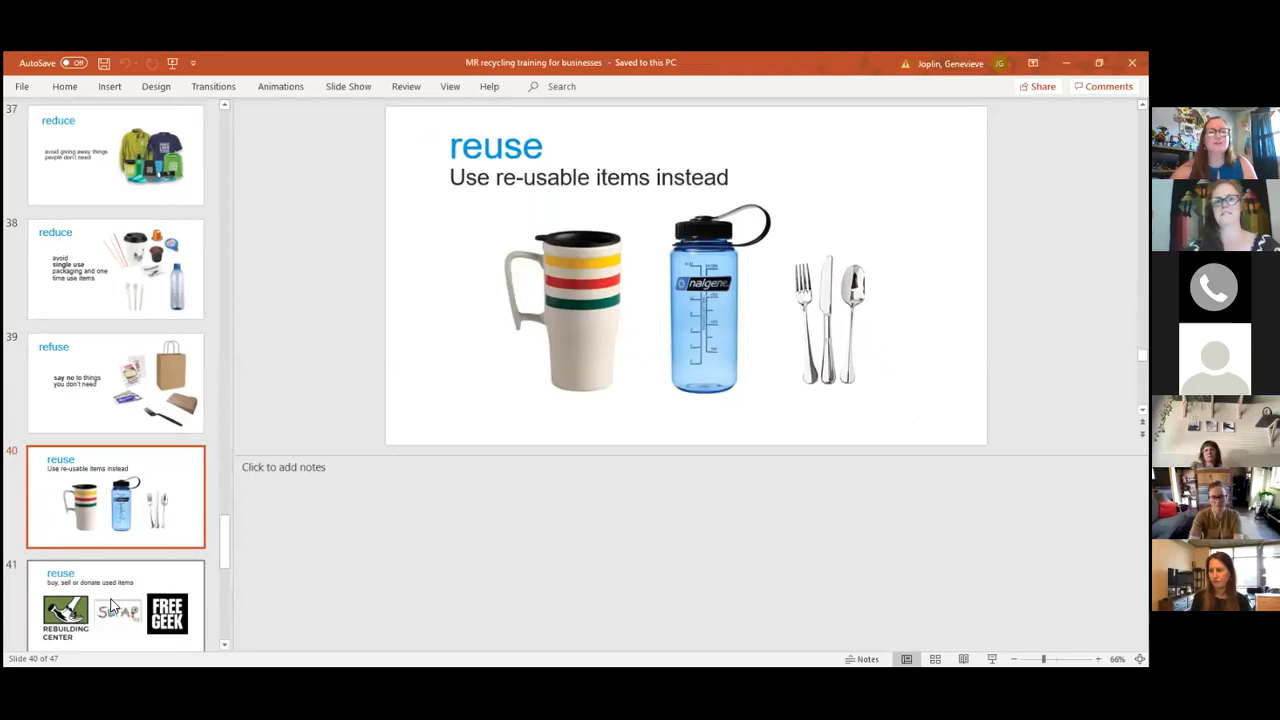 AutoSave Off
MR recycling training for businesses - Saved to this PC
Joplin, Genevieve JG
File Home Insert Design Transitions Animations Slide Show Review View Help Search
Share Comments
37
reduce
avoid giving away things
people don't need
38
reduce
avoid
single use
packaging and one
time use items
39
refuse
say no to things
you don't need
40
reuse
Use re-usable items instead
41
reuse
buy, sell or donate used items
REBUILDING
CENTER
SCRAP
FREE
GEEK
reuse
Use re-usable items instead
nalgene
Click to add notes
Slide 40 of 47
Notes
66%